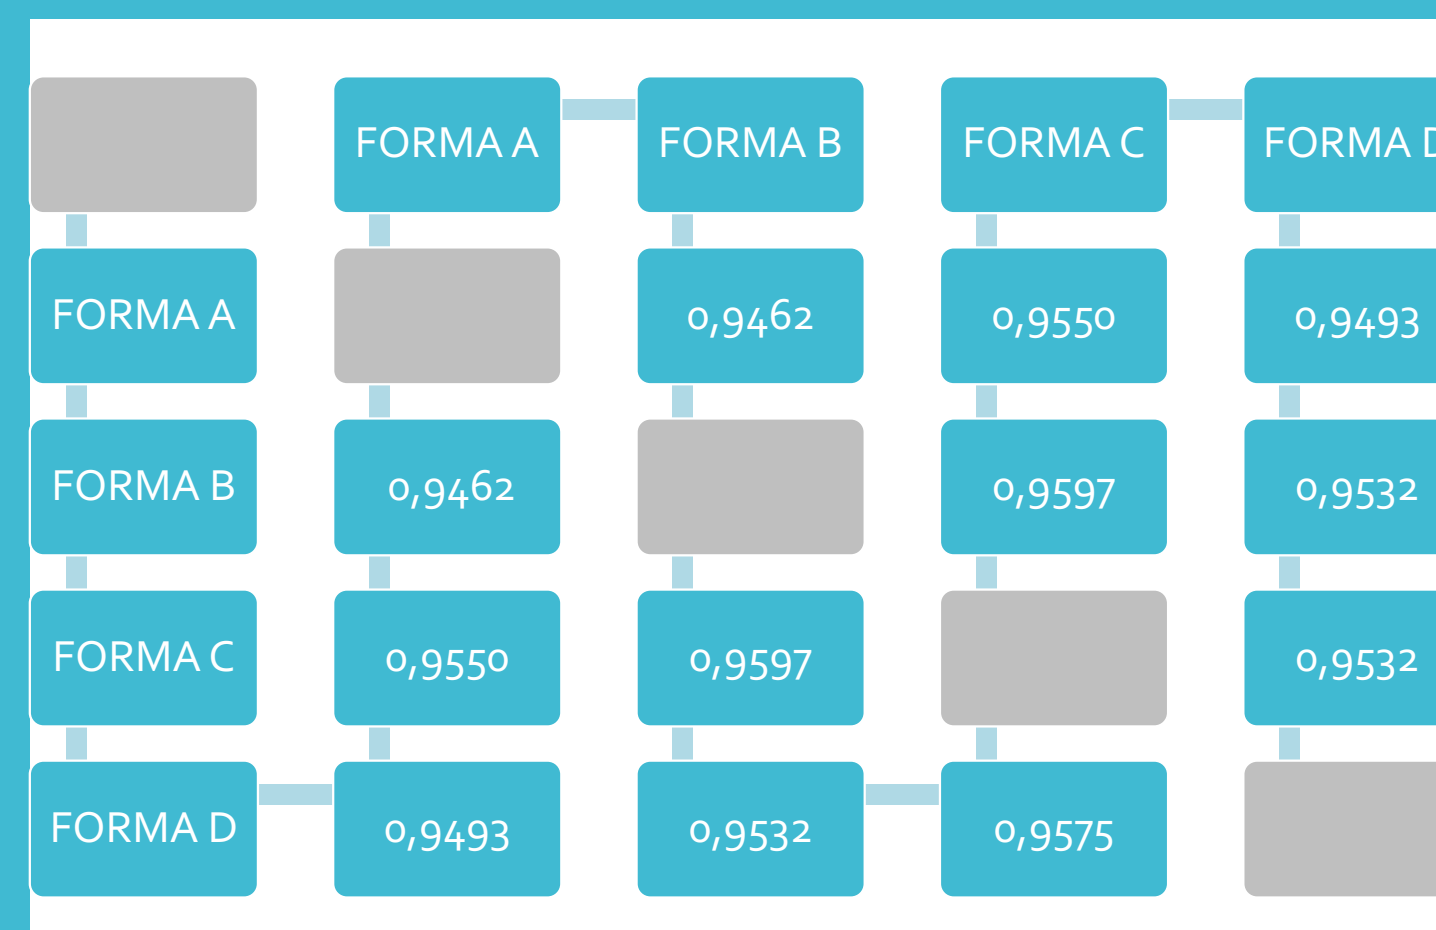 FORMA A FORMA B FORMA C FORMA
FORMA A 0,9462 0,9550 0,9493
FORMA B 0,9462 0,9597 0,9532
FORMA C 0,9550 0,9597 0,9532
FORMA D 0,9493 0,9532 0,9575